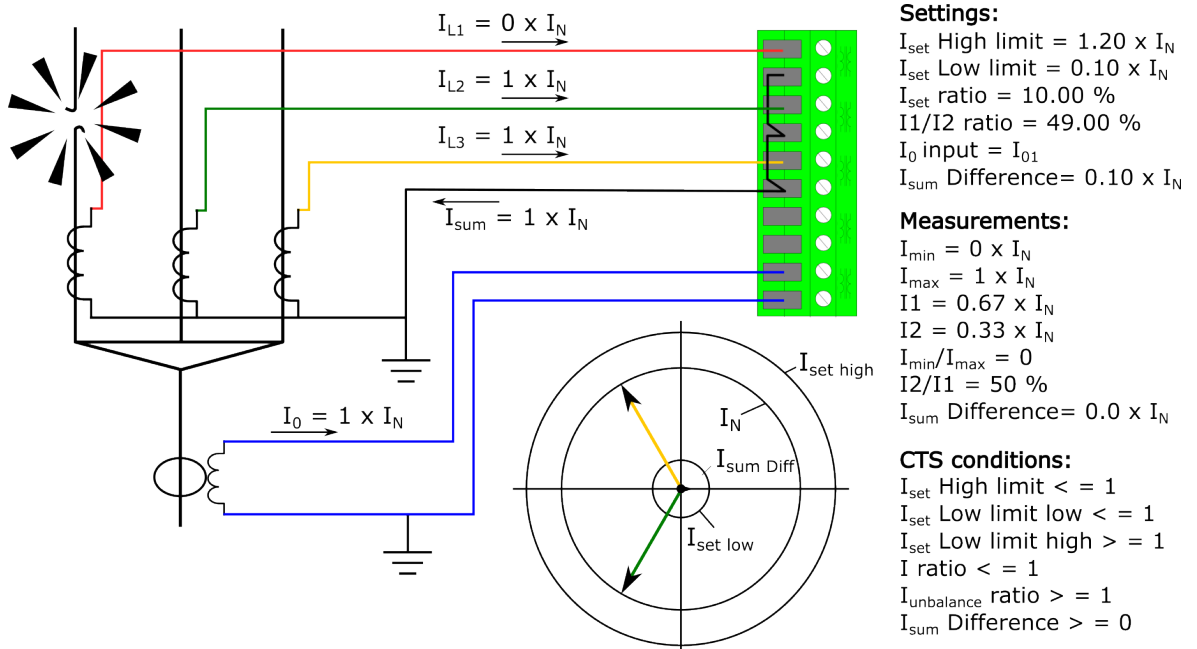 I_L1 = 0 x I_N
I_L2 = 1 x I_N
I_L3 = 1 x I_N
I_sum = 1 x I_N
I_0 = 1 x I_N
I_set high
I_N
I_sum Diff
I_set low
Settings:
I_set High limit = 1.20 x I_N
I_set Low limit = 0.10 x I_N
I_set ratio = 10.00 %
I1/I2 ratio = 49.00 %
I_0 input = I_01
I_sum Difference= 0.10 x I_N
Measurements:
I_min = 0 x I_N
I_max = 1 x I_N
I1 = 0.67 x I_N
I2 = 0.33 x I_N
I_min/I_max = 0
I2/I1 = 50 %
I_sum Difference= 0.0 x I_N
CTS conditions:
I_set High limit < = 1
I_set Low limit low < = 1
I_set Low limit high > = 1
I ratio < = 1
I_unbalance ratio > = 1
I_sum Difference > = 0